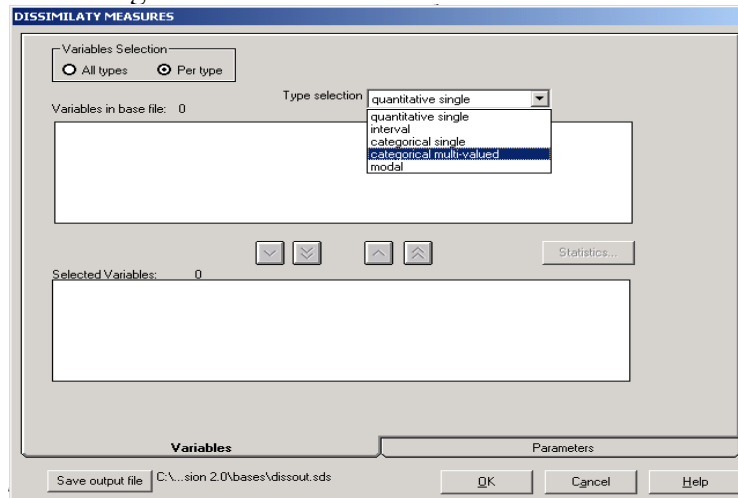 DISSIMILATY MEASURES
Variables Selection
All types Per type
Type selection quantitative single
Variables in base file: 0
quantitative single
interval
categorical single
categorical multi-valued
modal
Statistics...
Selected Variables: 0
Variables Parameters
Save output file C:\...sion 2.0\bases\dissout.sds OK Cancel Help